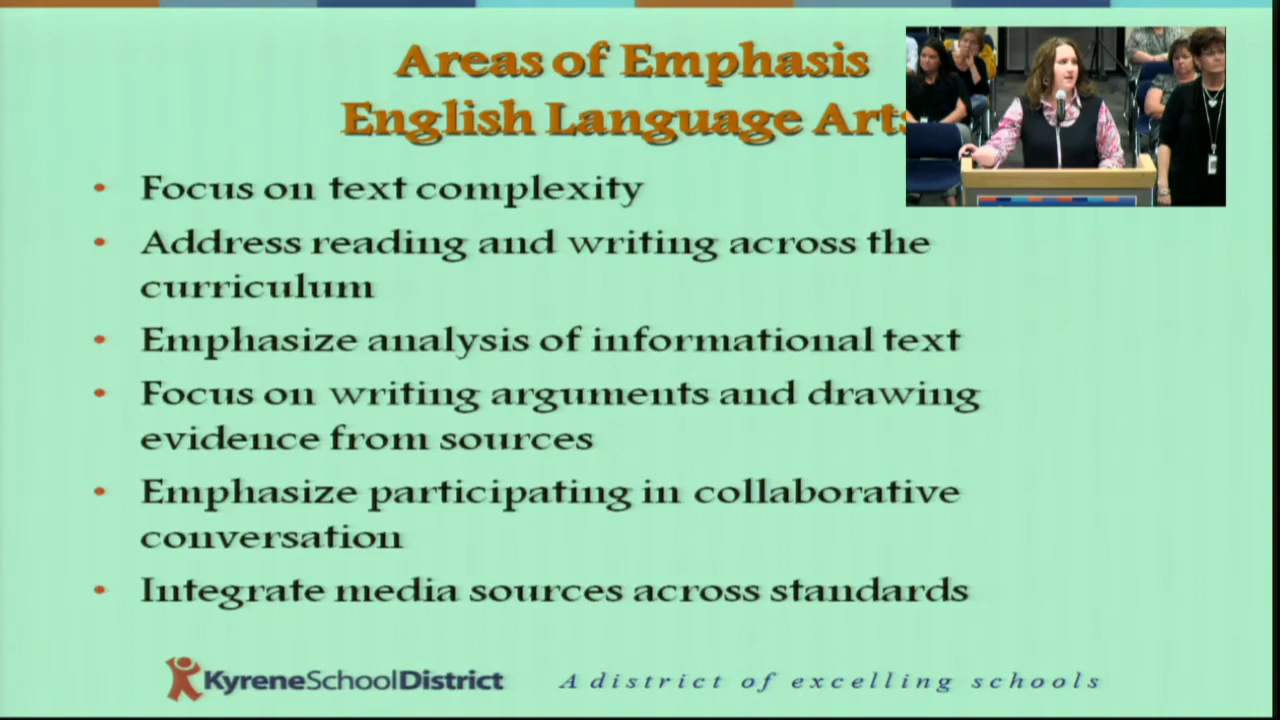 Areas of Emphasis
English Language Arts
• Focus on text complexity
• Address reading and writing across the
curriculum
• Emphasize analysis of informational text
• Focus on writing arguments and drawing
evidence from sources
• Emphasize participating in collaborative
conversation
• Integrate media sources across standards
KyreneSchoolDistrict
A district of excelling schools